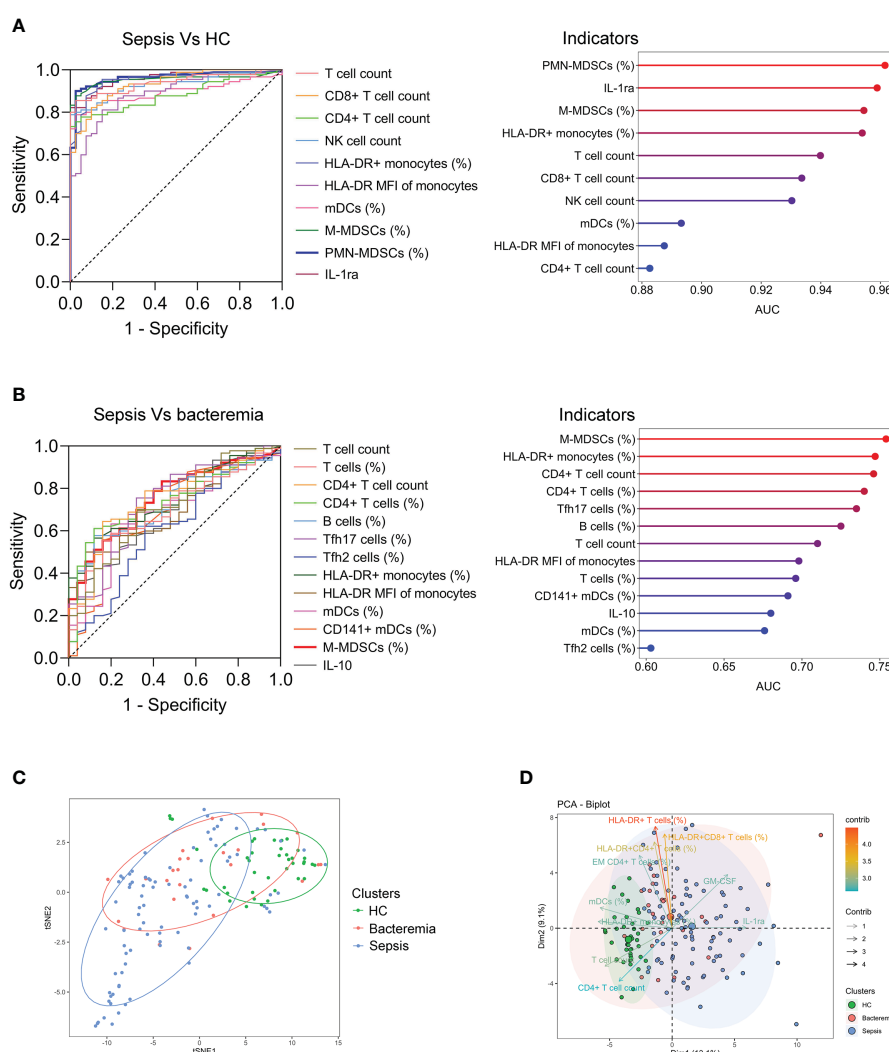 A
Sepsis Vs HC
Sensitivity
1.0
0.8
0.6
0.4
0.2
0.0
0.0 0.2 0.4 0.6 0.8 1.0
1 - Specificity
T cell count
CD8+ T cell count
CD4+ T cell count
NK cell count
HLA-DR+ monocytes (%)
HLA-DR MFI of monocytes
mDCs (%)
M-MDSCs (%)
PMN-MDSCs (%)
IL-1ra
Indicators
PMN-MDSCs (%)
IL-1ra
M-MDSCs (%)
HLA-DR+ monocytes (%)
T cell count
CD8+ T cell count
NK cell count
mDCs (%)
HLA-DR MFI of monocytes
CD4+ T cell count
0.88 0.90 0.92 0.94 0.96
AUC
B
Sepsis Vs bacteremia
Sensitivity
1.0
0.8
0.6
0.4
0.2
0.0
0.0 0.2 0.4 0.6 0.8 1.0
1 - Specificity
T cell count
T cells (%)
CD4+ T cell count
CD4+ T cells (%)
B cells (%)
Tfh17 cells (%)
Tfh2 cells (%)
HLA-DR+ monocytes (%)
HLA-DR MFI of monocytes
mDCs (%)
CD141+ mDCs (%)
M-MDSCs (%)
IL-10
Indicators
M-MDSCs (%)
HLA-DR+ monocytes (%)
CD4+ T cell count
CD4+ T cells (%)
Tfh17 cells (%)
B cells (%)
T cell count
HLA-DR MFI of monocytes
T cells (%)
CD141+ mDCs (%)
IL-10
mDCs (%)
Tfh2 cells (%)
0.60 0.65 0.70 0.75
AUC
C
tSNE2
2.5
0.0
-2.5
-5.0
-10 -5 0 5 10 15
tSNE1
Clusters
HC
Bacteremia
Sepsis
D
PCA - Biplot
Dim2 (9.1%)
8
4
0
-4
HLA-DR+ T cells (%)
HLA-DR+CD8+ T cells (%)
HLA-DR+CD4+ T cells (%)
EM CD4+ T cells (%)
GM-CSF
mDCs (%)
HLA-DR+ monocytes (%)
IL-1ra
T cell
CD4+ T cell count
-5 0 5 10
contrib
4.0
3.5
3.0
Contrib
1
2
3
4
Clusters
HC
Bacterem
Sepsis